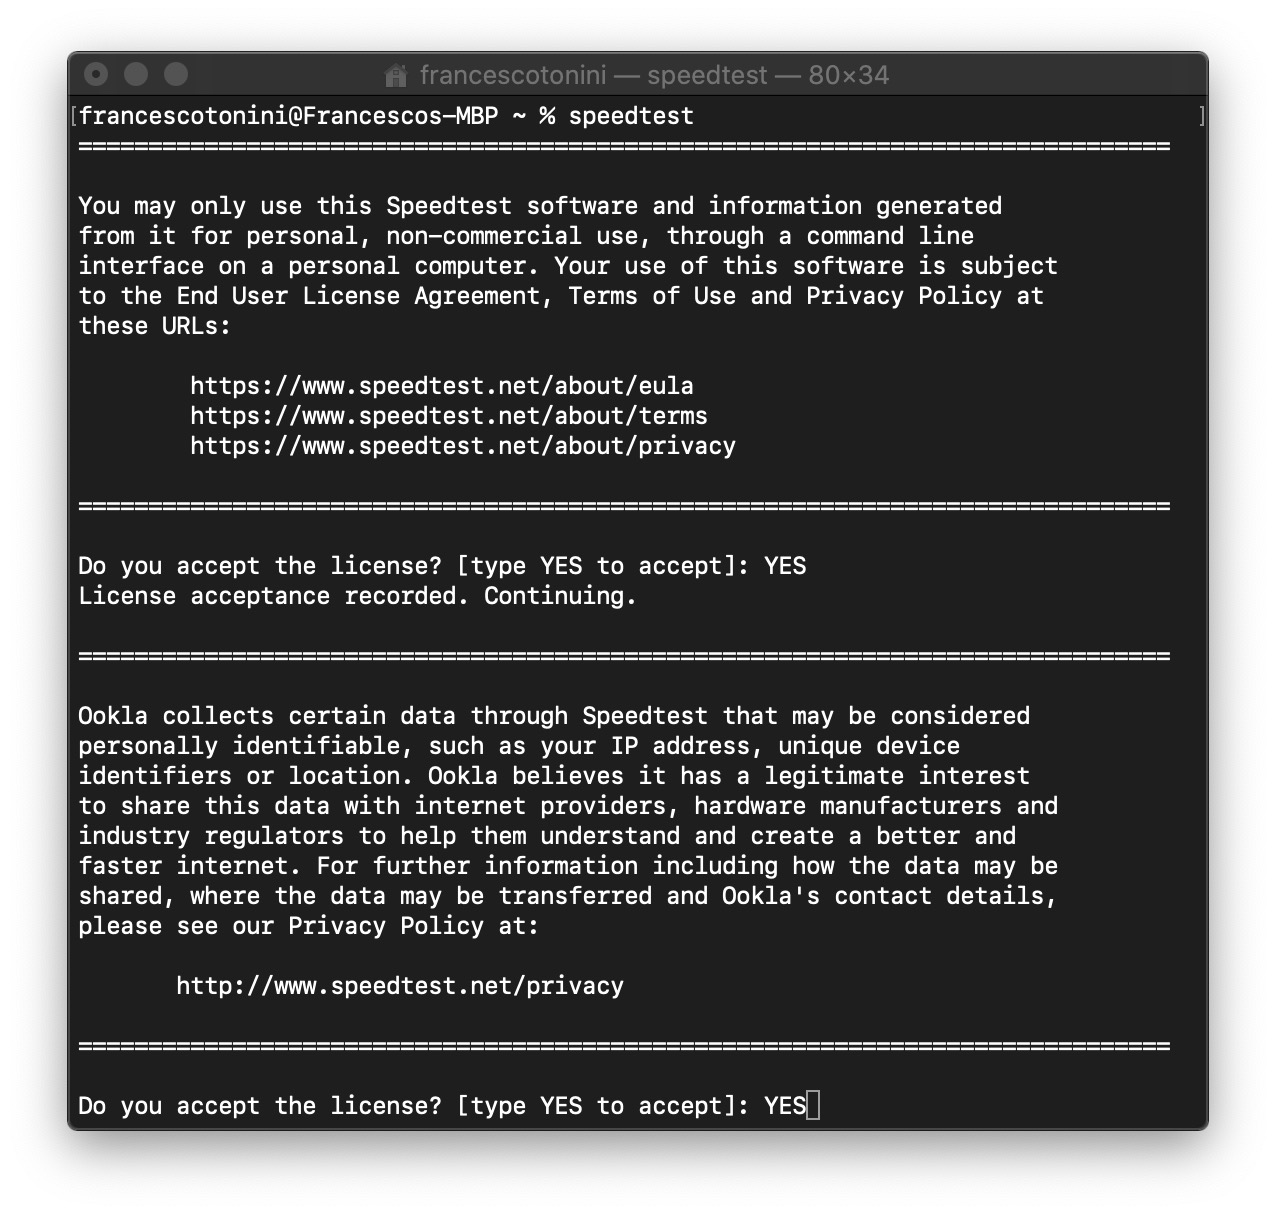 francescotonini — speedtest — 80×34
[francescotonini@Francescos-MBP ~ % speedtest ]
==============================================================================
You may only use this Speedtest software and information generated
from it for personal, non-commercial use, through a command line
interface on a personal computer. Your use of this software is subject
to the End User License Agreement, Terms of Use and Privacy Policy at
these URLs:
https://www.speedtest.net/about/eula
https://www.speedtest.net/about/terms
https://www.speedtest.net/about/privacy
==============================================================================
Do you accept the license? [type YES to accept]: YES
License acceptance recorded. Continuing.
==============================================================================
Ookla collects certain data through Speedtest that may be considered
personally identifiable, such as your IP address, unique device
identifiers or location. Ookla believes it has a legitimate interest
to share this data with internet providers, hardware manufacturers and
industry regulators to help them understand and create a better and
faster internet. For further information including how the data may be
shared, where the data may be transferred and Ookla's contact details,
please see our Privacy Policy at:
http://www.speedtest.net/privacy
==============================================================================
Do you accept the license? [type YES to accept]: YES